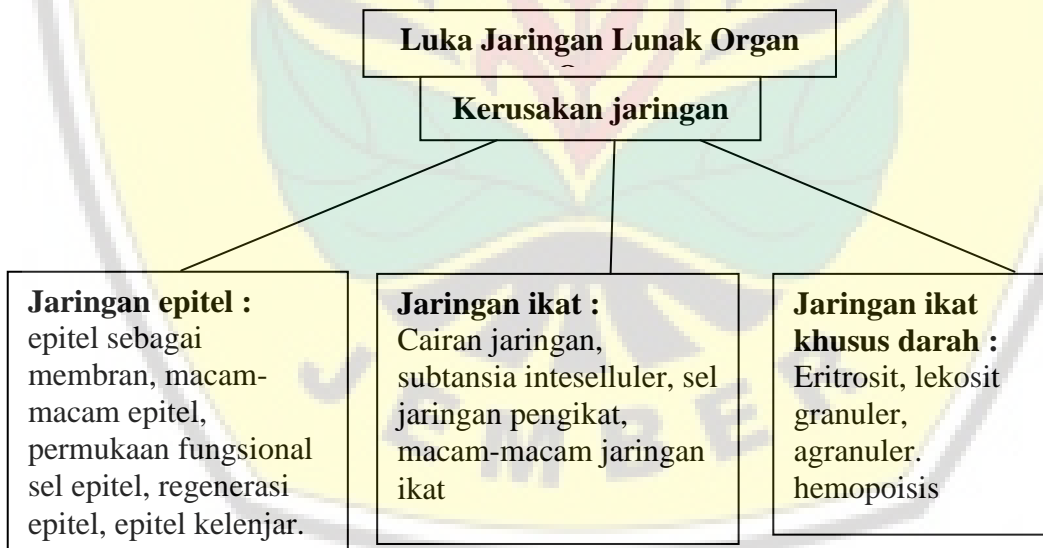 Luka Jaringan Lunak Organ
Kerusakan jaringan
Jaringan epitel :
epitel sebagai
membran, macam-
macam epitel,
permukaan fungsional
sel epitel, regenerasi
epitel, epitel kelenjar.
Jaringan ikat :
Cairan jaringan,
subtansia inteselluler, sel
jaringan pengikat,
macam-macam jaringan
ikat
Jaringan ikat
khusus darah :
Eritrosit, lekosit
granuler,
agranuler.
hemopoisis
JEMBER